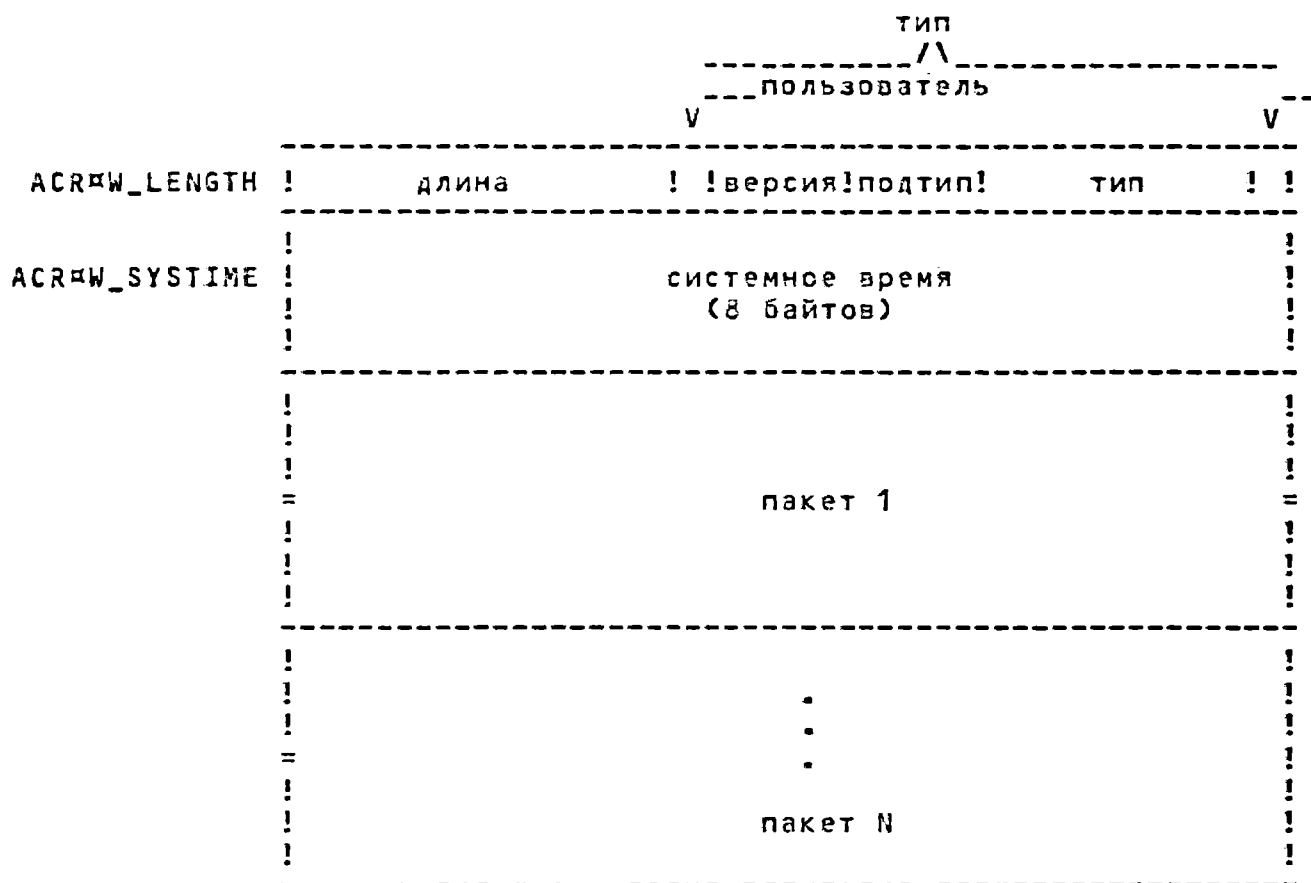 тип
пользователь
ACR¤W_LENGTH ! длина ! !версия!подтип! тип ! !
ACR¤W_SYSTIME ! системное время
(8 байтов)
пакет 1
пакет N